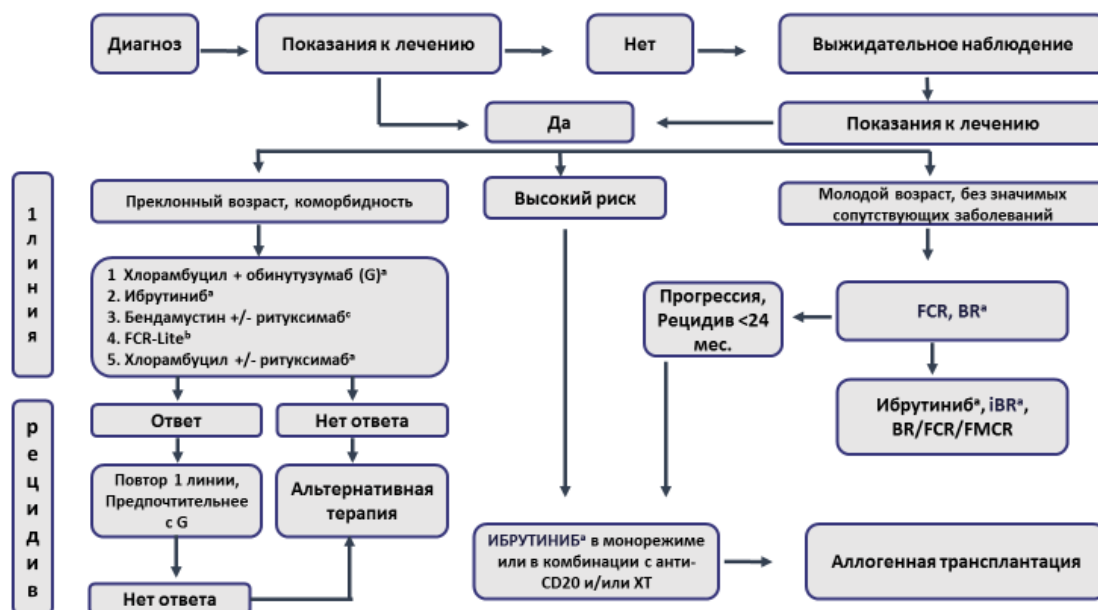 Диагноз
Показания к лечению
Нет
Выжидательное наблюдение
Да
Показания к лечению
1 линия
Преклонный возраст, коморбидность
Высокий риск
Молодой возраст, без значимых
сопутствующих заболеваний
1 Хлорамбуцил + обинутузумаб (G)ᵃ
2. Ибрутинибᵃ
3. Бендамустин +/- ритуксимабᶜ
4. FCR-Liteᵇ
5. Хлорамбуцил +/- ритуксимабᵃ
Прогрессия,
Рецидив <24
мес.
FCR, BRᵃ
Ибрутинибᵃ, iBRᵃ,
BR/FCR/FMCR
рецидив
Ответ
Нет ответа
Повтор 1 линии,
Предпочтительнее
с G
Альтернативная
терапия
Нет ответа
ИБРУТИНИБᵃ в монорежиме
или в комбинации с анти-
CD20 и/или ХТ
Аллогенная трансплантация